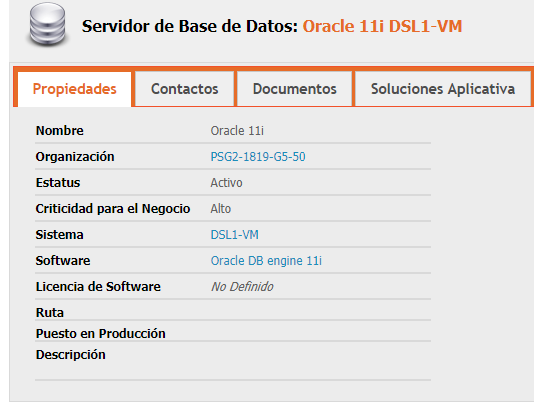 Servidor de Base de Datos: Oracle 11i DSL1-VM
Propiedades Contactos Documentos Soluciones Aplicativa
Nombre Oracle 11i
Organización PSG2-1819-G5-50
Estatus Activo
Criticidad para el Negocio Alto
Sistema DSL1-VM
Software Oracle DB engine 11i
Licencia de Software No Definido
Ruta
Puesto en Producción
Descripción